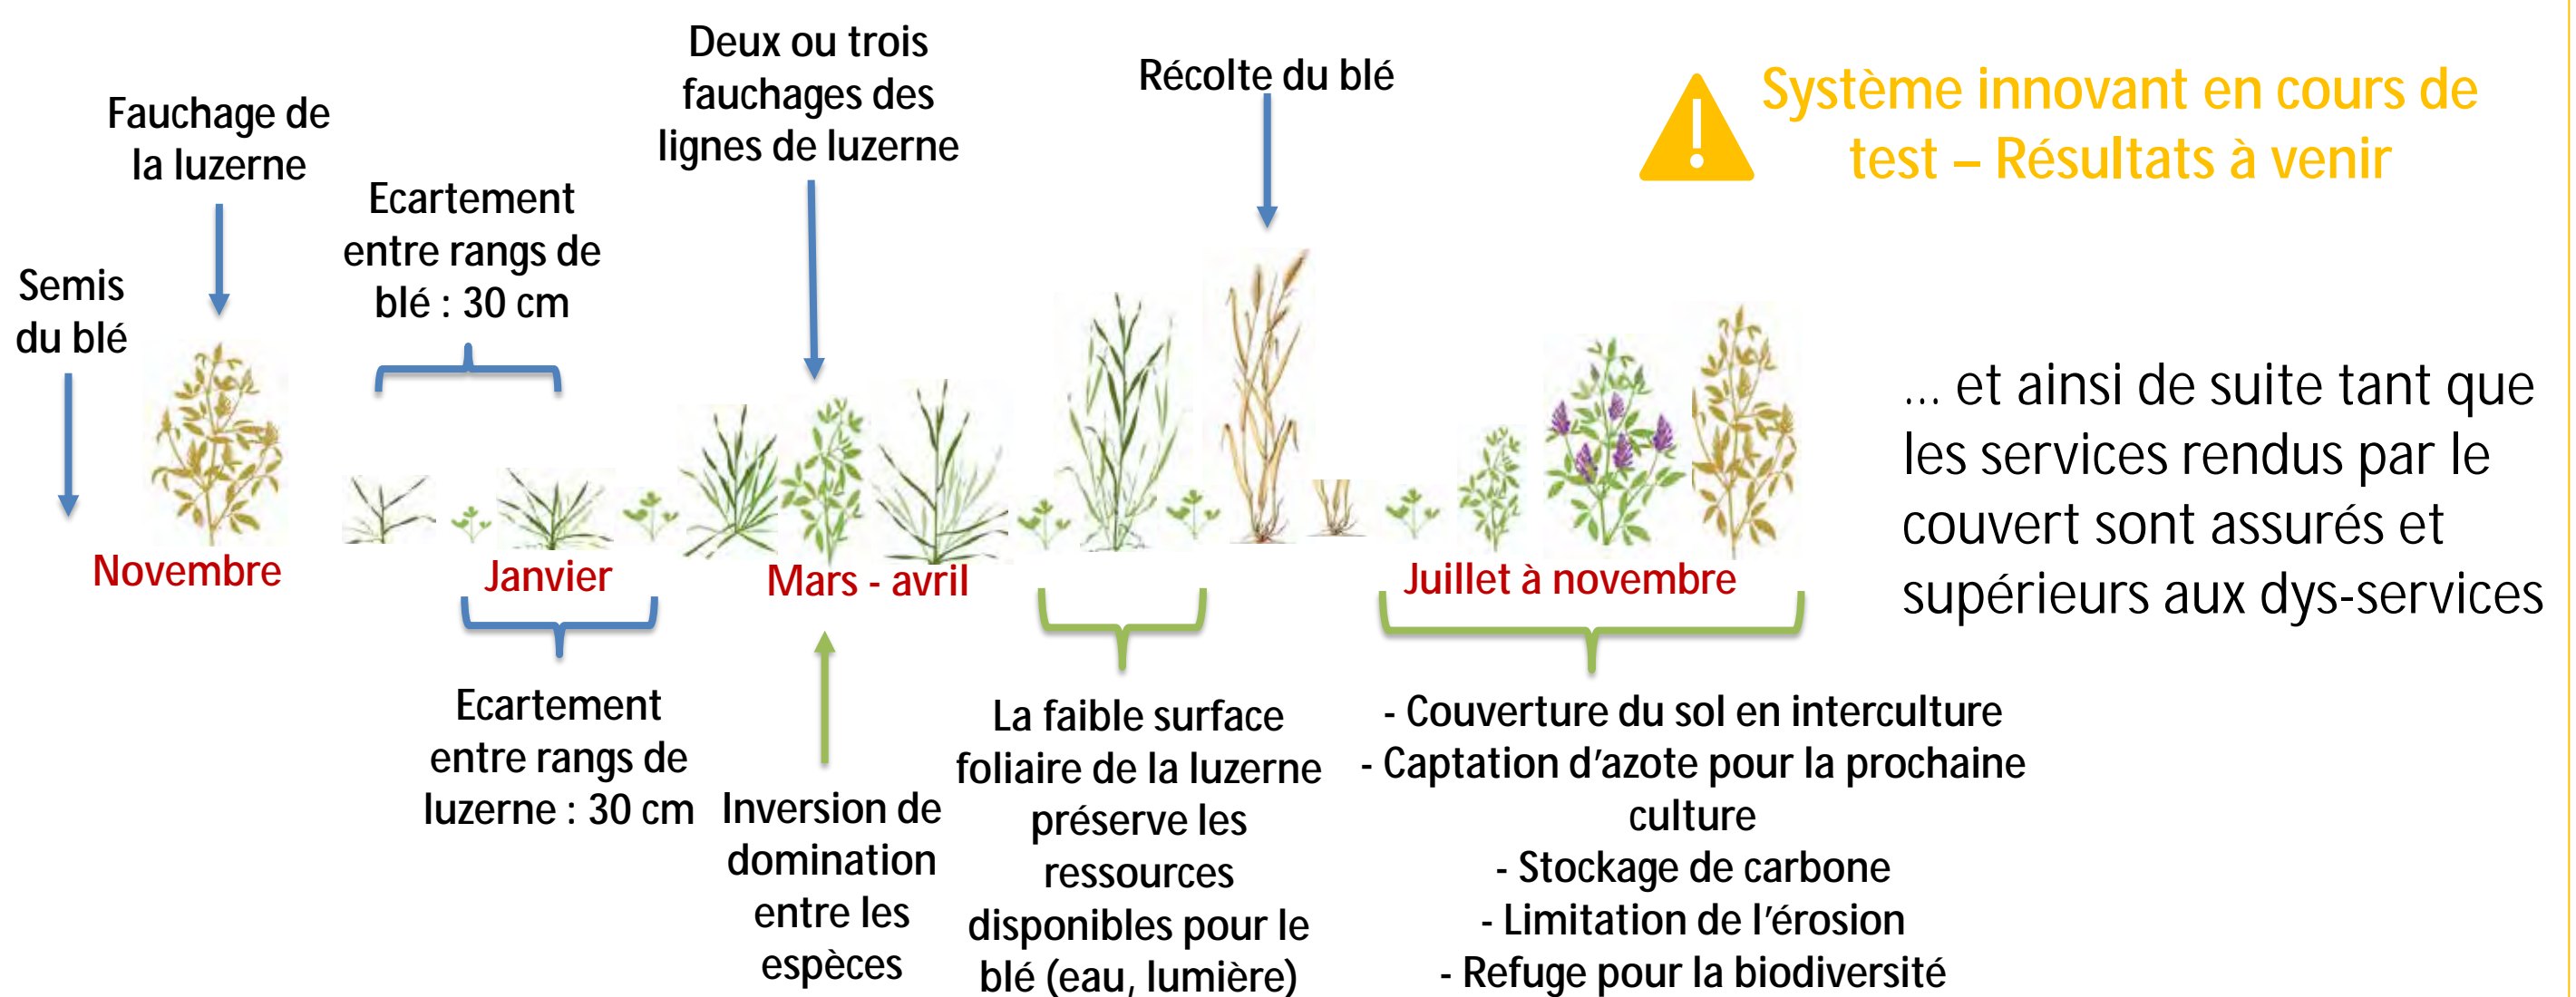 Semis
du blé
Fauchage de
la luzerne
Ecartement
entre rangs de
blé : 30 cm
Deux ou trois
fauchages des
lignes de luzerne
Récolte du blé
Système innovant en cours de
test – Résultats à venir
Novembre
Janvier
Mars - avril
Juillet à novembre
... et ainsi de suite tant que
les services rendus par le
couvert sont assurés et
supérieurs aux dys-services
Ecartement
entre rangs de
luzerne : 30 cm
Inversion de
domination
entre les
espèces
La faible surface
foliaire de la luzerne
préserve les
ressources
disponibles pour le
blé (eau, lumière)
- Couverture du sol en interculture
- Captation d’azote pour la prochaine
culture
- Stockage de carbone
- Limitation de l’érosion
- Refuge pour la biodiversité